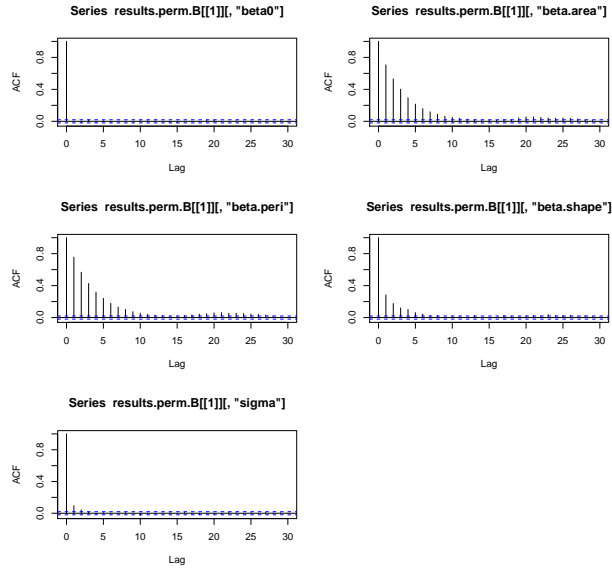 Series results.perm.B[[1]][, "beta0"]
ACF
0.0 0.4 0.8
0 5 10 15 20 25 30
Lag
Series results.perm.B[[1]][, "beta.area"]
ACF
0.0 0.4 0.8
0 5 10 15 20 25 30
Lag
Series results.perm.B[[1]][, "beta.peri"]
ACF
0.0 0.4 0.8
0 5 10 15 20 25 30
Lag
Series results.perm.B[[1]][, "beta.shape"]
ACF
0.0 0.4 0.8
0 5 10 15 20 25 30
Lag
Series results.perm.B[[1]][, "sigma"]
ACF
0.0 0.4 0.8
0 5 10 15 20 25 30
Lag